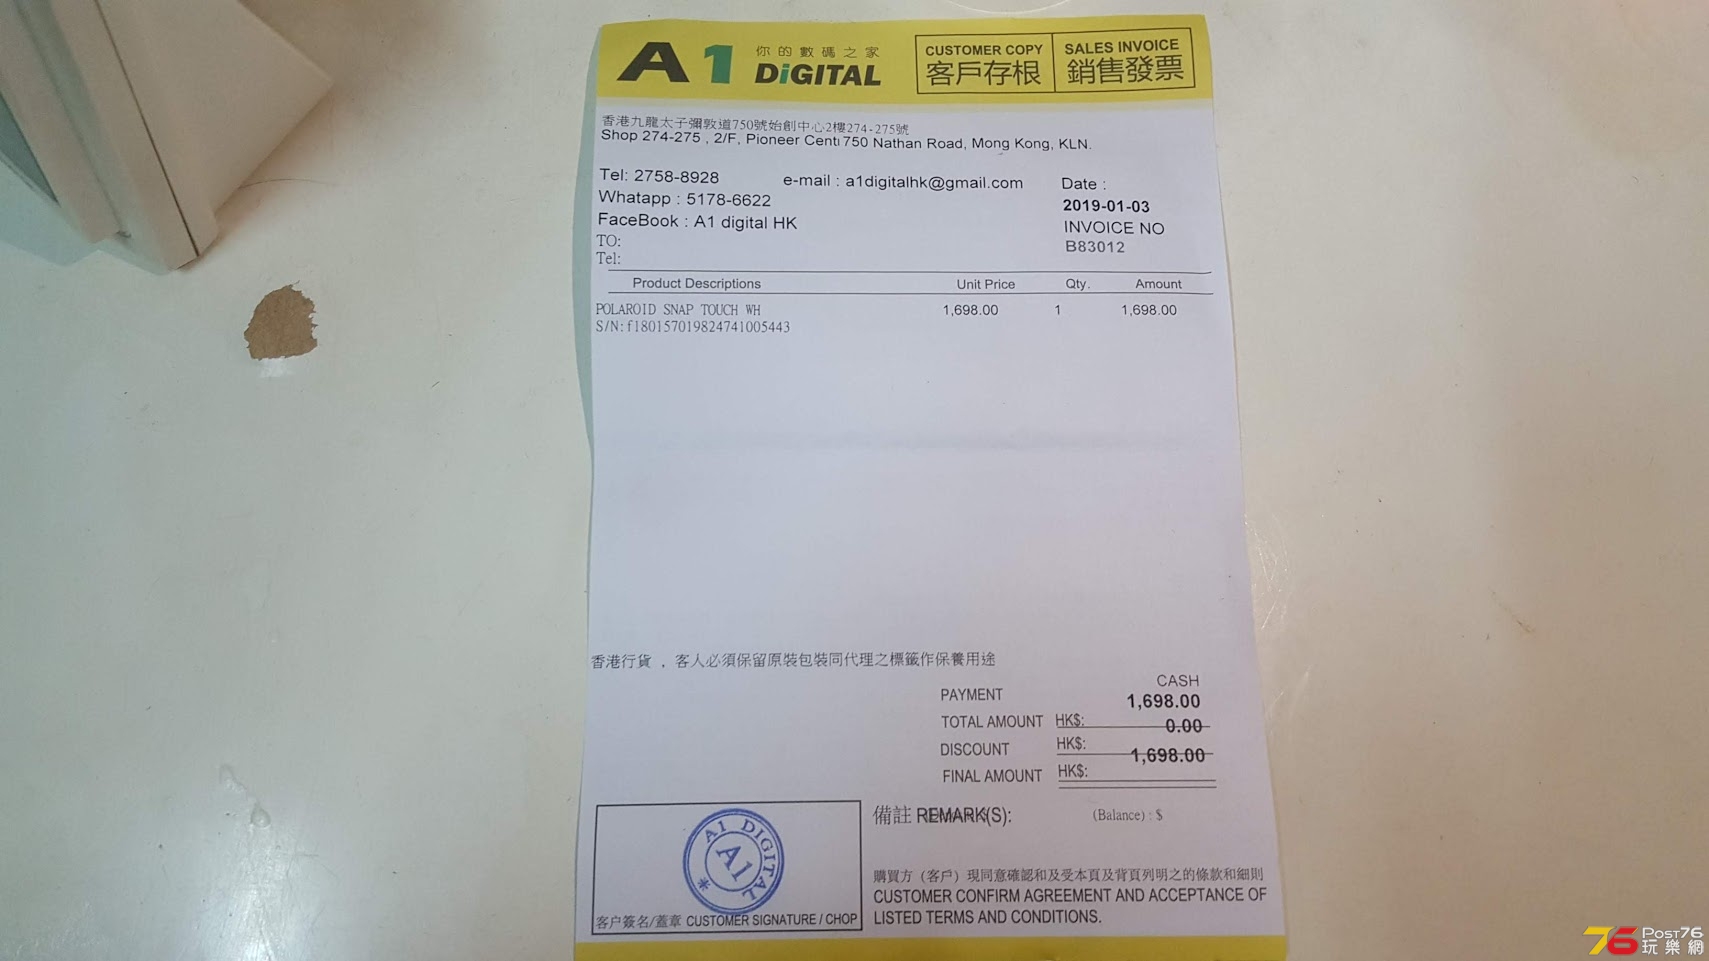 A1 你的數碼之家
DiGITAL
CUSTOMER COPY
客戶存根
SALES INVOICE
銷售發票
香港九龍太子彌敦道750號始創中心2樓274-275號
Shop 274-275 , 2/F, Pioneer Cent 750 Nathan Road, Mong Kong, KLN.
Tel: 2758-8928
e-mail : a1digitalhk@gmail.com
Date :
Whatapp : 5178-6622
2019-01-03
FaceBook : A1 digital HK
INVOICE NO
TO:
B83012
Tel:
Product Descriptions Unit Price Qty. Amount
POLAROID SNAP TOUCH WH 1,698.00 1 1,698.00
S/N:f180157019824741005443
香港行貨 , 客人必須保留原裝包裝同代理之標籤作保養用途
CASH
PAYMENT 1,698.00
TOTAL AMOUNT HK$: 0.00
DISCOUNT HK$: 1,698.00
FINAL AMOUNT HK$:
備註 REMARK(S): (Balance) : $
A1 DIGITAL
A1
客户簽名/蓋章 CUSTOMER SIGNATURE / CHOP
購買方（客戶）現同意確認和及受本頁及背頁列明之的條款和細則
CUSTOMER CONFIRM AGREEMENT AND ACCEPTANCE OF
LISTED TERMS AND CONDITIONS.
76 Post76
玩樂網